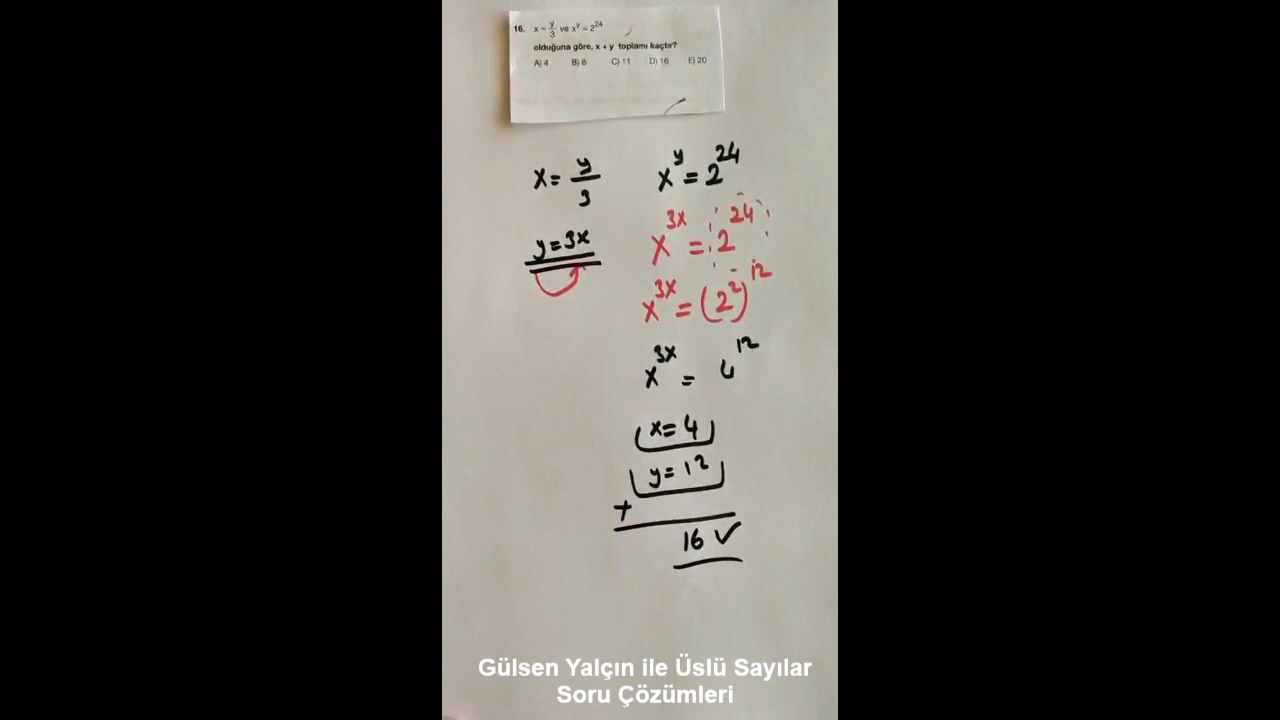 16. x = y/3 ve x^y = 2^24
olduğuna göre, x + y toplamı kaçtır?
A) 4 B) 8 C) 11 D) 16 E) 20
x = y/3
y = 3x
x^y = 2^24
x^3x = 2^24
x^3x = (2^2)^12
x^3x = 4^12
x = 4
y = 12
+
16 ✓
Gülsen Yalçın ile Üslü Sayılar
Soru Çözümleri